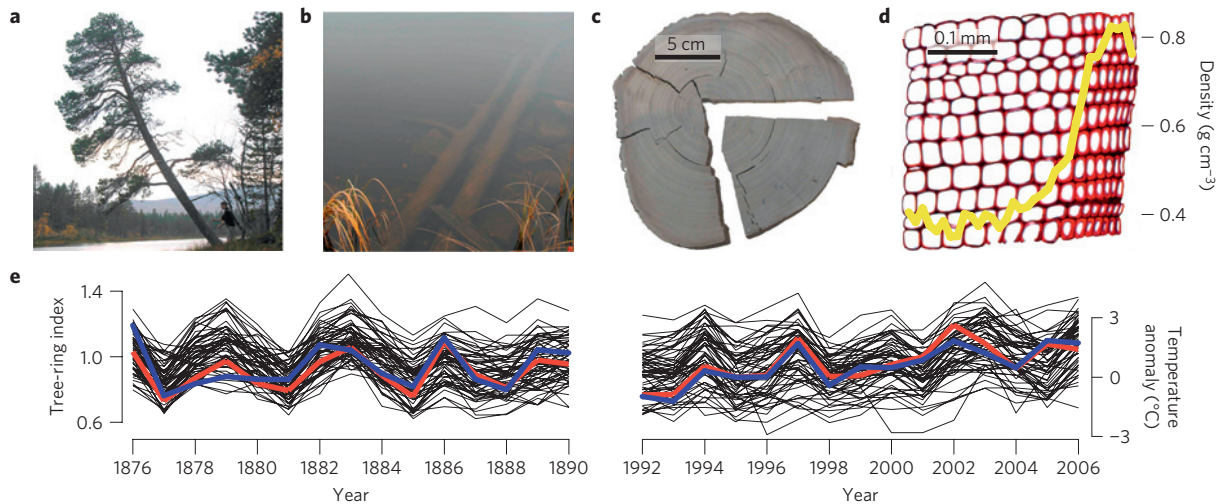 a
b
c
d
5 cm
0.1 mm
0.8
0.6
0.4
Density (g cm⁻³)
e
Tree-ring index
1.4
1.0
0.6
3
0
−3
Temperature
anomaly (°C)
1876 1878 1880 1882 1884 1886 1888 1890
Year
1992 1994 1996 1998 2000 2002 2004 2006
Year